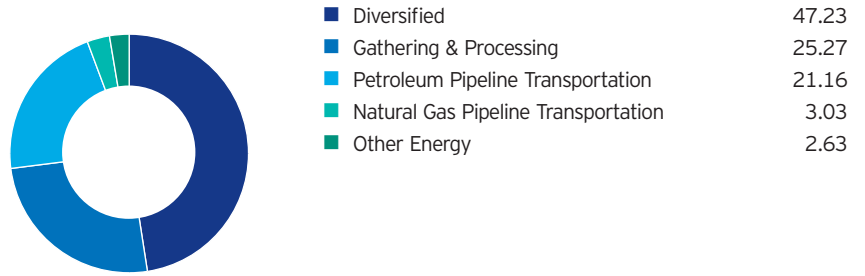 Diversified 47.23
Gathering & Processing 25.27
Petroleum Pipeline Transportation 21.16
Natural Gas Pipeline Transportation 3.03
Other Energy 2.63